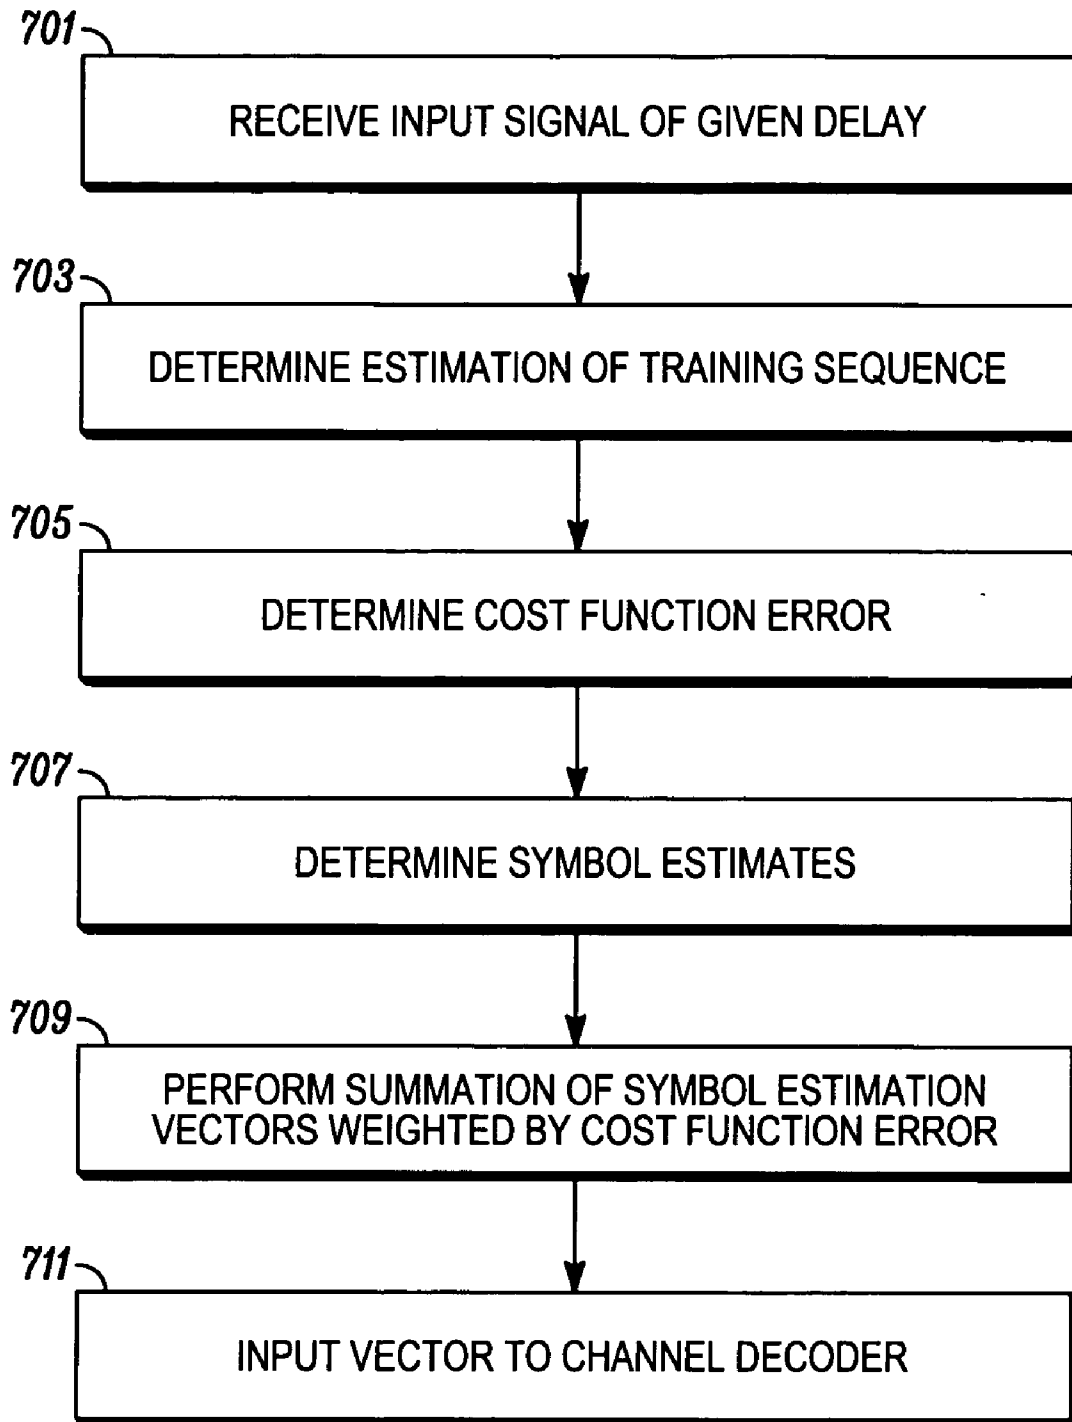 701
RECEIVE INPUT SIGNAL OF GIVEN DELAY
703
DETERMINE ESTIMATION OF TRAINING SEQUENCE
705
DETERMINE COST FUNCTION ERROR
707
DETERMINE SYMBOL ESTIMATES
709
PERFORM SUMMATION OF SYMBOL ESTIMATION
VECTORS WEIGHTED BY COST FUNCTION ERROR
711
INPUT VECTOR TO CHANNEL DECODER